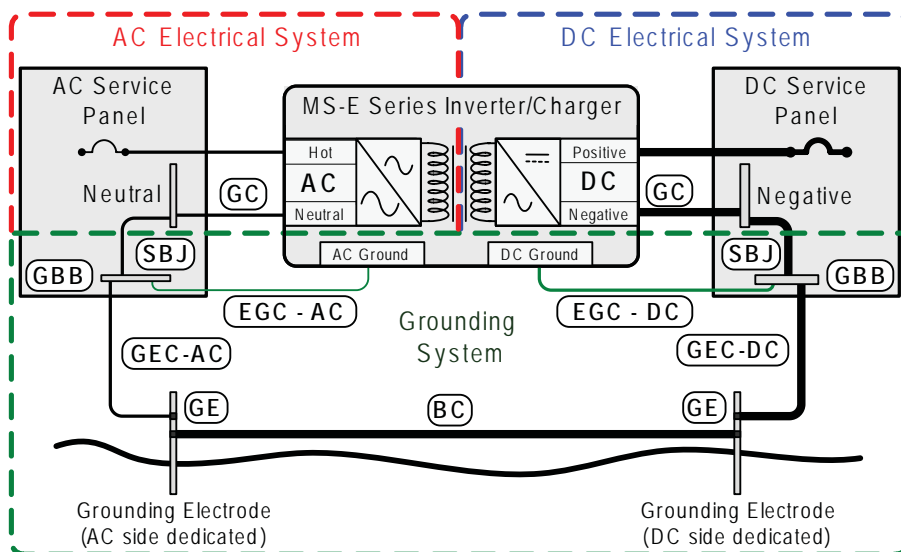 AC Electrical System
DC Electrical System
AC Service
Panel
MS-E Series Inverter/Charger
DC Service
Panel
Hot
AC
Neutral
Positive
DC
Negative
Neutral
GC
GC
Negative
SBJ
AC Ground
DC Ground
SBJ
GBB
GBB
EGC - AC
EGC - DC
Grounding
System
GEC-AC
GEC-DC
GE
BC
GE
Grounding Electrode
(AC side dedicated)
Grounding Electrode
(DC side dedicated)